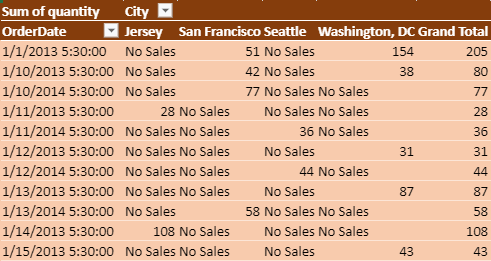 Sum of quantity City
OrderDate Jersey San Francisco Seattle Washington, DC Grand Total
1/1/2013 5:30:00 No Sales 51 No Sales 154 205
1/10/2013 5:30:00 No Sales 42 No Sales 38 80
1/10/2014 5:30:00 No Sales 77 No Sales No Sales 77
1/11/2013 5:30:00 28 No Sales No Sales No Sales 28
1/11/2014 5:30:00 No Sales No Sales 36 No Sales 36
1/12/2013 5:30:00 No Sales No Sales No Sales 31 31
1/12/2014 5:30:00 No Sales No Sales 44 No Sales 44
1/13/2013 5:30:00 No Sales No Sales No Sales 87 87
1/13/2014 5:30:00 No Sales 58 No Sales No Sales 58
1/14/2013 5:30:00 108 No Sales No Sales No Sales 108
1/15/2013 5:30:00 No Sales No Sales No Sales 43 43